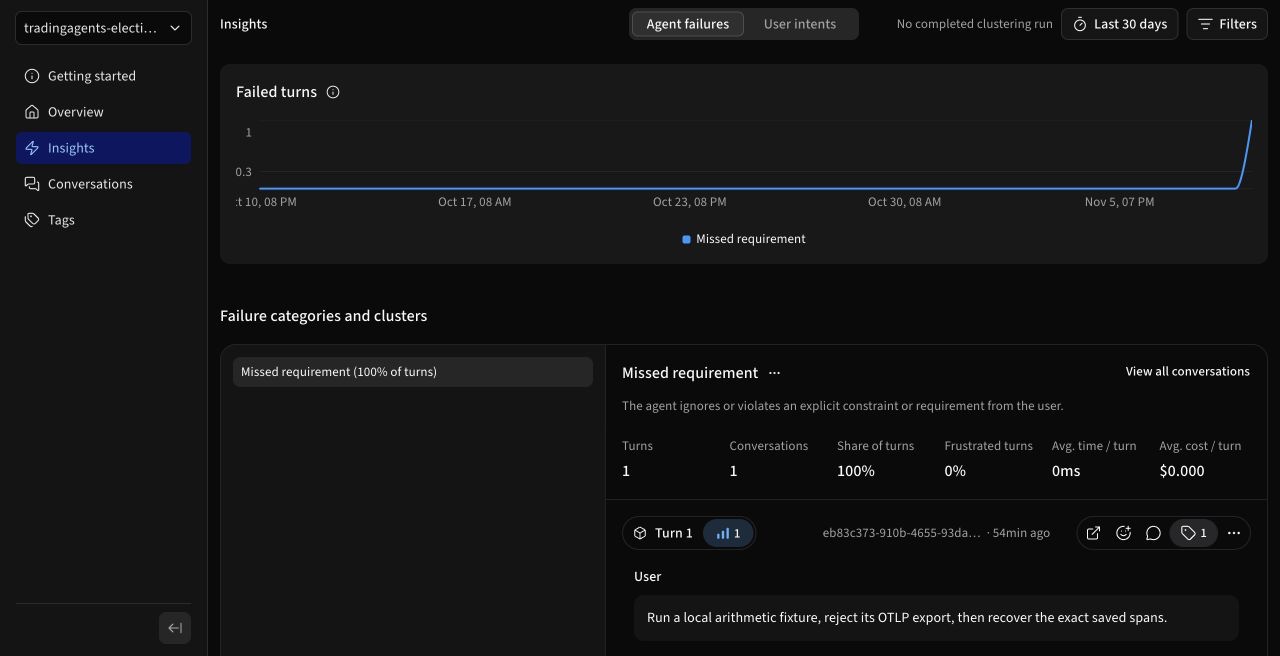 tradingagents-electi...
Insights
Agent failures
User intents
No completed clustering run
Last 30 days
Filters
Getting started
Overview
Insights
Conversations
Tags
Failed turns
1
0.3
t 10, 08 PM
Oct 17, 08 AM
Oct 23, 08 PM
Oct 30, 08 AM
Nov 5, 07 PM
Missed requirement
Failure categories and clusters
Missed requirement (100% of turns)
Missed requirement ...
View all conversations
The agent ignores or violates an explicit constraint or requirement from the user.
Turns
Conversations
Share of turns
Frustrated turns
Avg. time / turn
Avg. cost / turn
1
1
100%
0%
0ms
$0.000
Turn 1
1
eb83c373-910b-4655-93da... · 54min ago
1
User
Run a local arithmetic fixture, reject its OTLP export, then recover the exact saved spans.